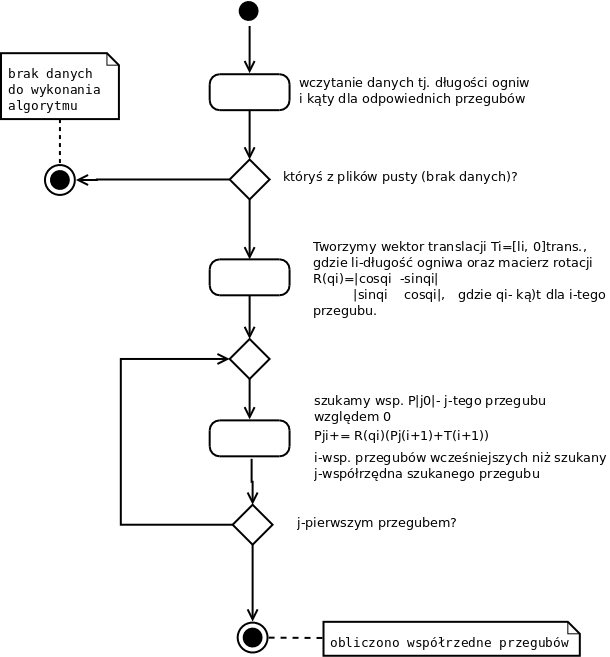 brak danych
do wykonania
algorytmu
wczytanie danych tj. długości ogniw
i kąty dla odpowiednich przegubów
któryś z plików pusty (brak danych)?
Tworzymy wektor translacji Ti=[li, 0]trans.,
gdzie li-długość ogniwa oraz macierz rotacji
R(qi)=|cosqi -sinqi|
|sinqi cosqi|, gdzie qi- ką)t dla i-tego
przegubu.
szukamy wsp. P|j0|- j-tego przegubu
względem 0
Pji+= R(qi)(Pj(i+1)+T(i+1))
i-wsp. przegubów wcześniejszych niż szukany
j-współrzędna szukanego przegubu
j-pierwszym przegubem?
obliczono współrzedne przegubów